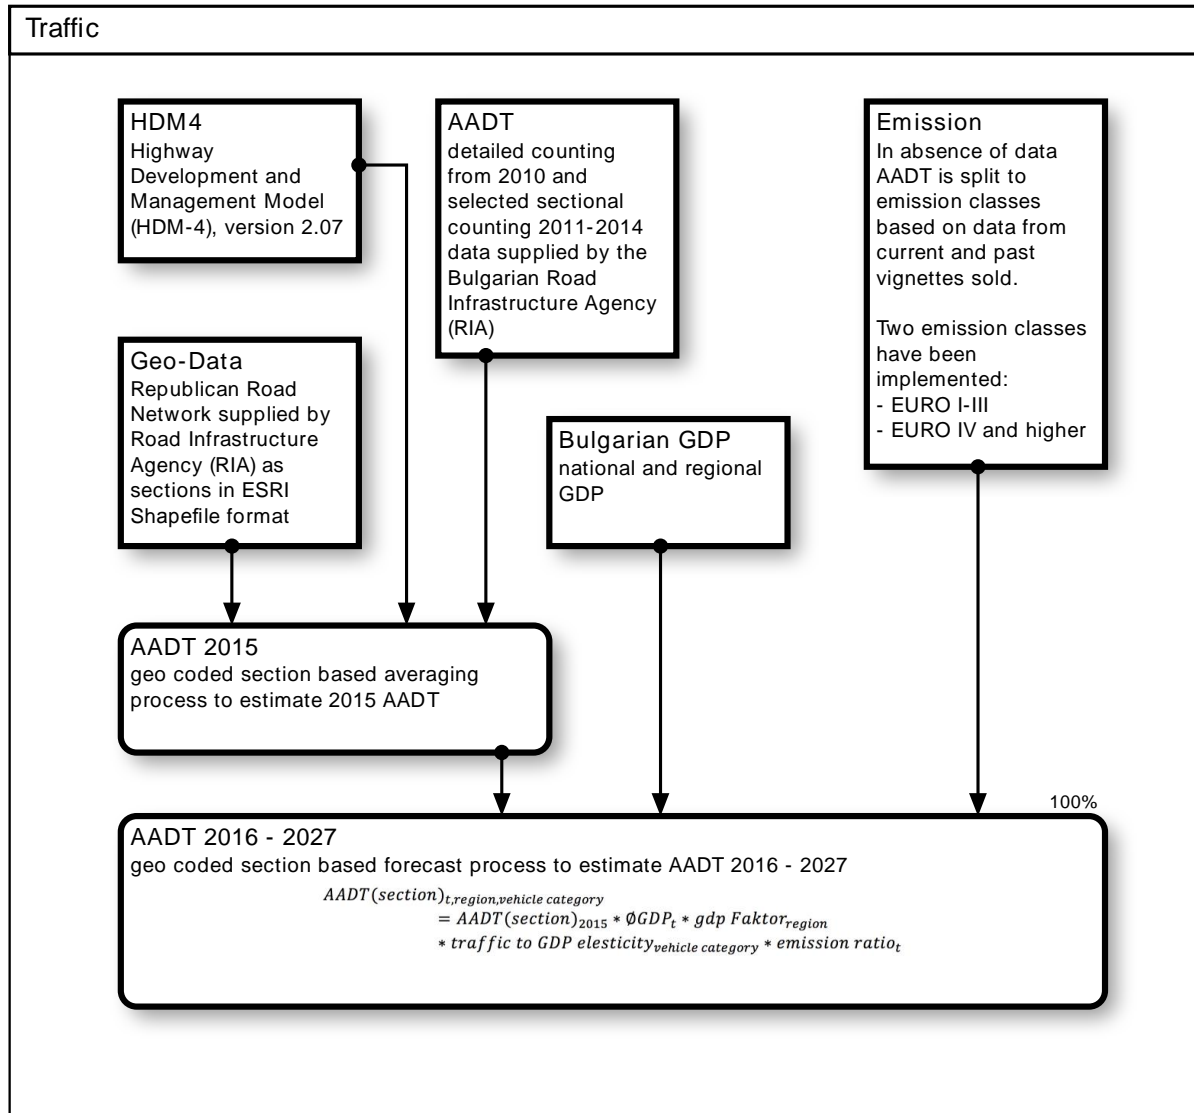 Traffic
HDM4
Highway
Development and
Management Model
(HDM-4), version 2.07
AADT
detailed counting
from 2010 and
selected sectional
counting 2011-2014
data supplied by the
Bulgarian Road
Infrastructure Agency
(RIA)
Emission
In absence of data
AADT is split to
emission classes
based on data from
current and past
vignettes sold.
Two emission classes
have been
implemented:
- EURO I-III
- EURO IV and higher
Geo-Data
Republican Road
Network supplied by
Road Infrastructure
Agency (RIA) as
sections in ESRI
Shapefile format
Bulgarian GDP
national and regional
GDP
AADT 2015
geo coded section based averaging
process to estimate 2015 AADT
100%
AADT 2016 - 2027
geo coded section based forecast process to estimate AADT 2016 - 2027
AADT(section)t,region,vehicle category
= AADT(section)2015 * ØGDPt * gdp Faktorregion
* traffic to GDP elesticityvehicle category * emission ratiot